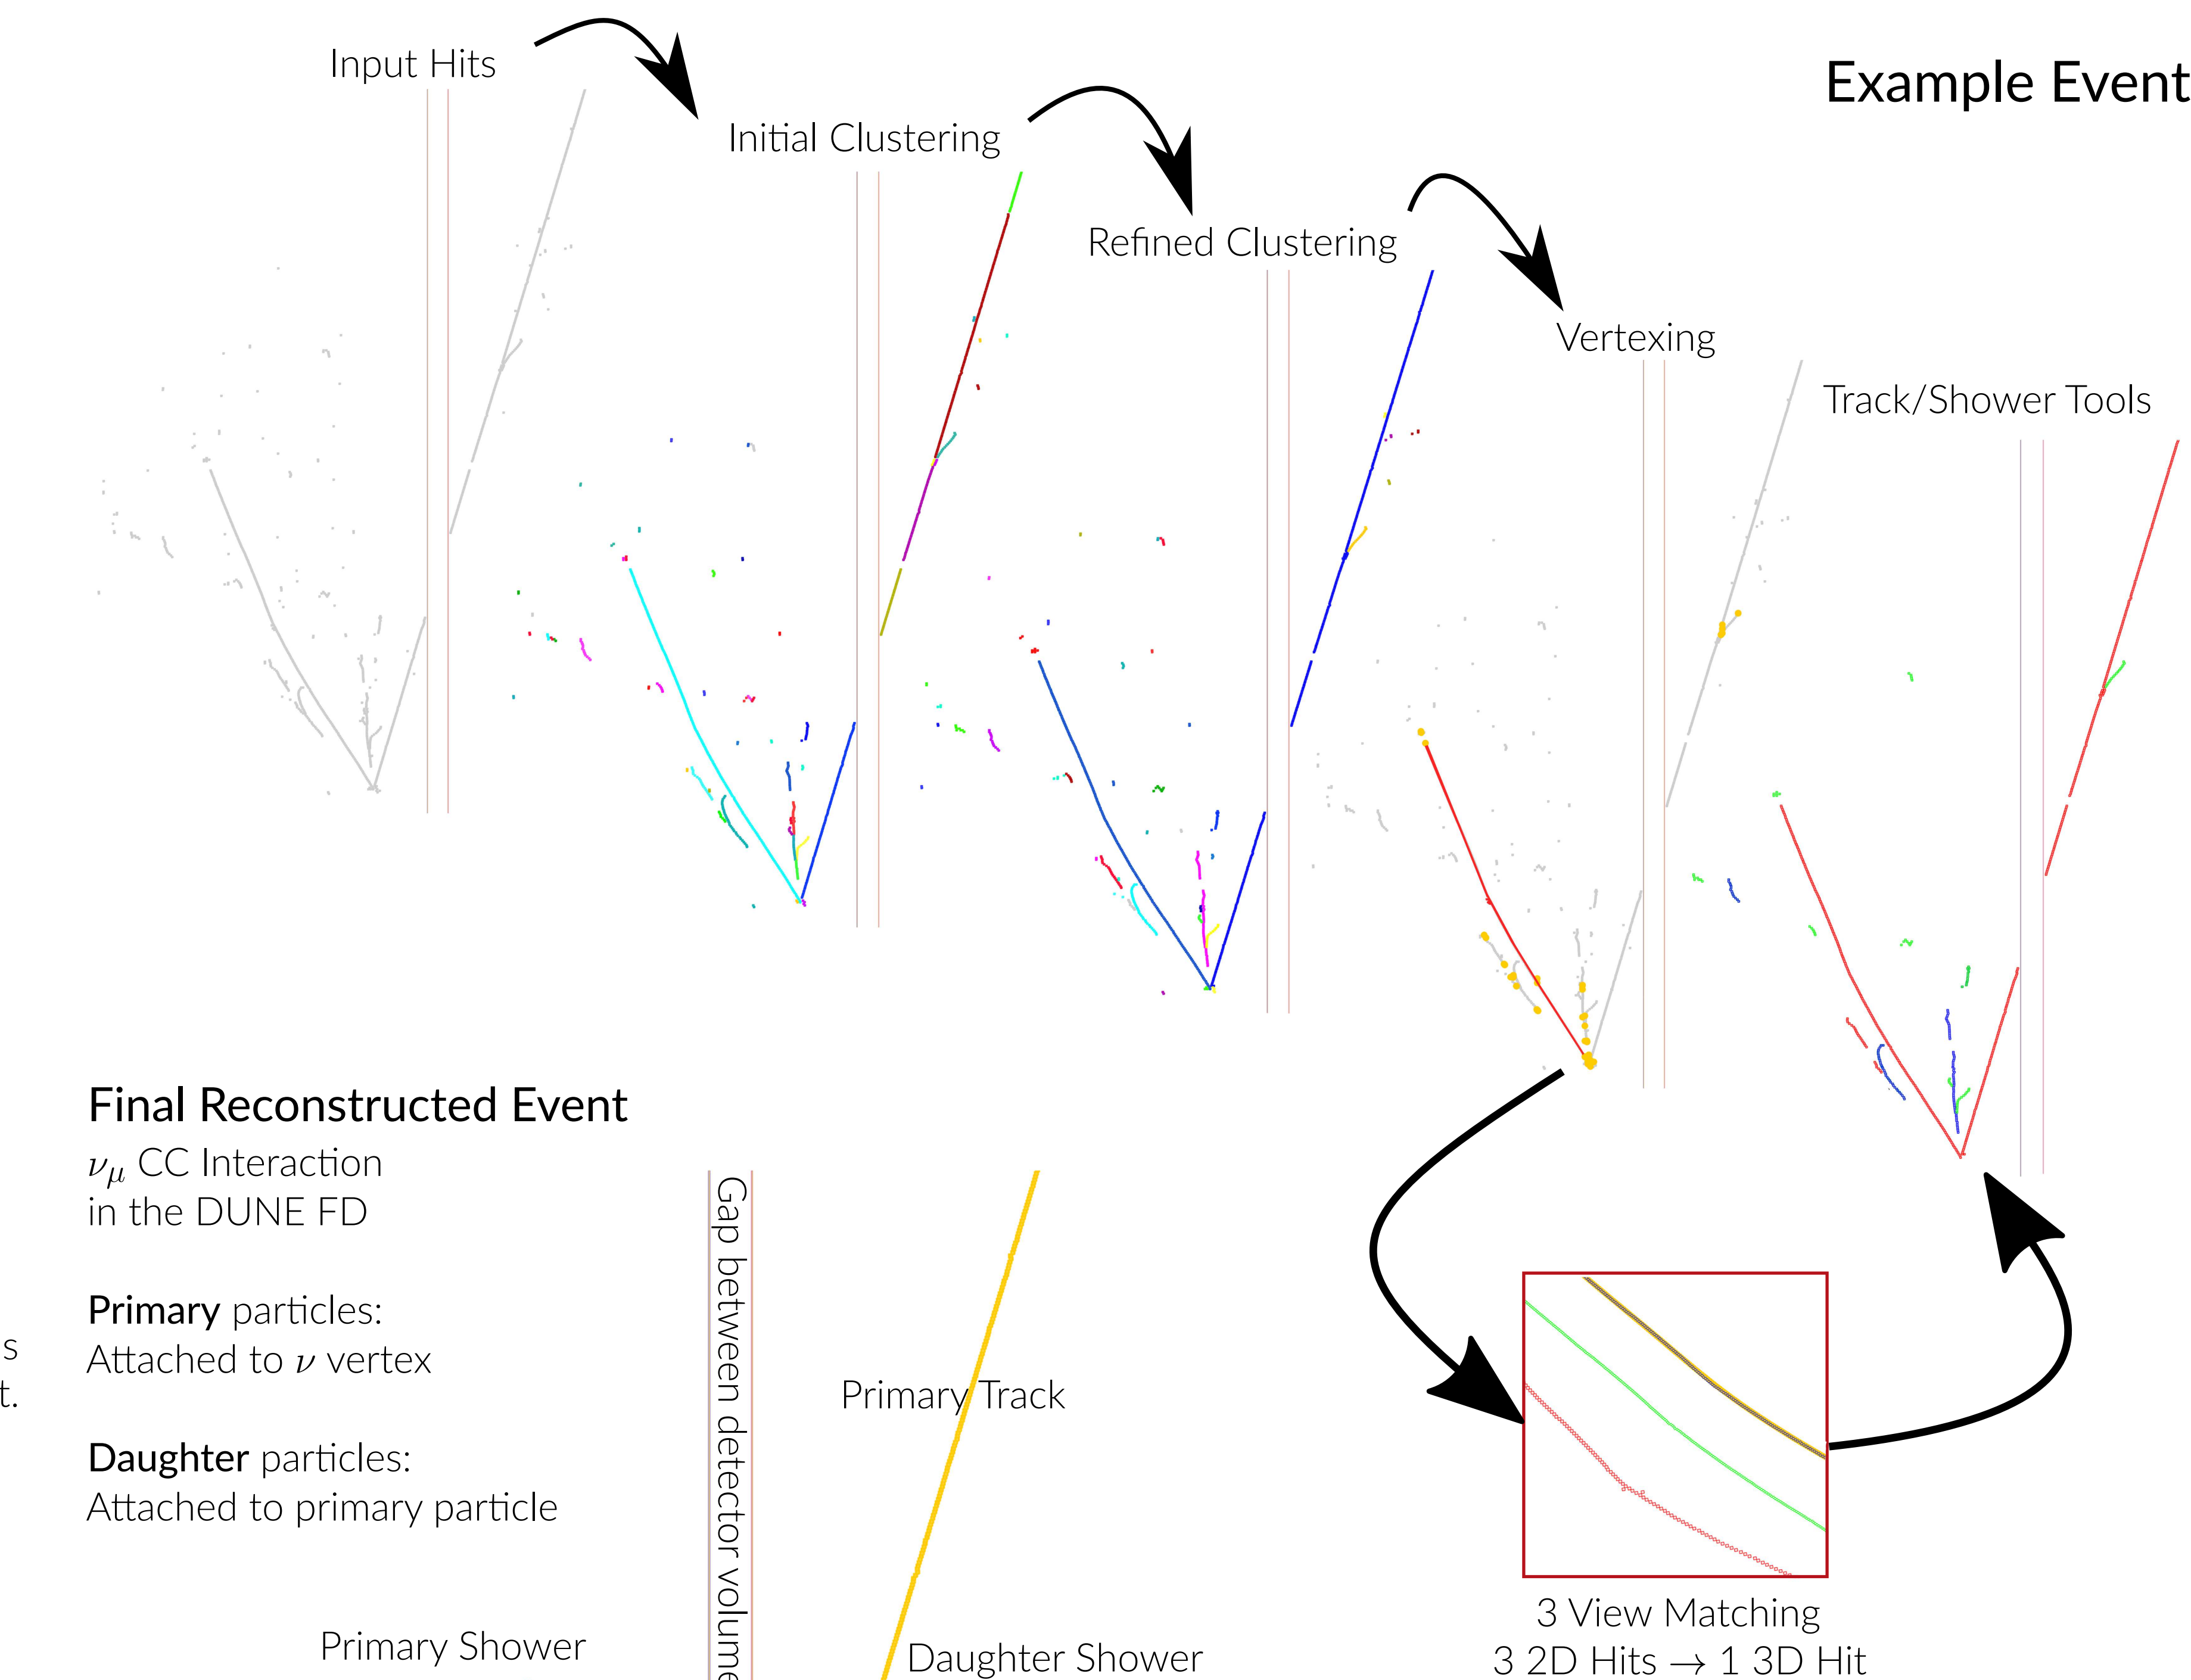 Example Event
Input Hits
Initial Clustering
Refined Clustering
Vertexing
Track/Shower Tools
Final Reconstructed Event
ν_μ CC Interaction
in the DUNE FD
Primary particles:
Attached to ν vertex
s
t.
Daughter particles:
Attached to primary particle
Gap between detector volume
Primary Track
Primary Shower
Daughter Shower
3 View Matching
3 2D Hits → 1 3D Hit